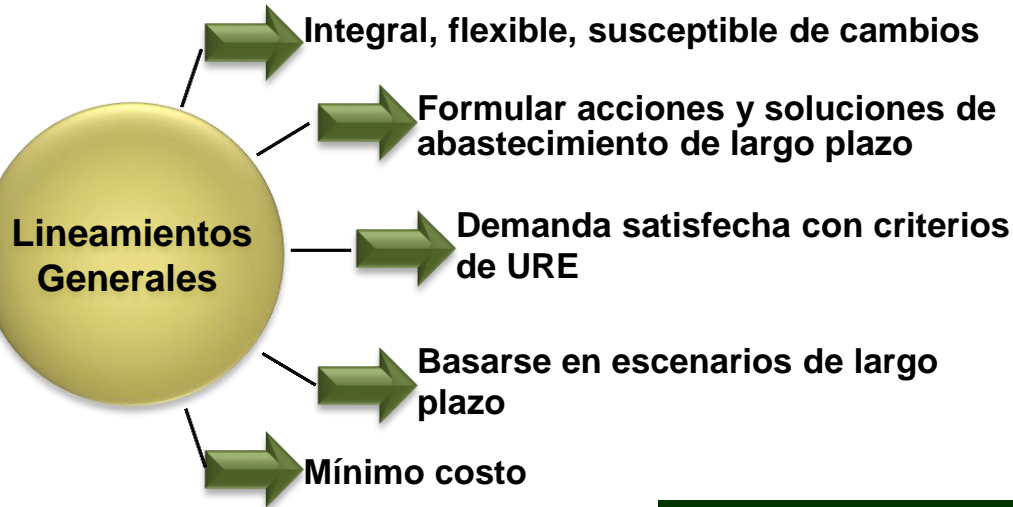 Lineamientos
Generales
Integral, flexible, susceptible de cambios
Formular acciones y soluciones de
abastecimiento de largo plazo
Demanda satisfecha con criterios
de URE
Basarse en escenarios de largo
plazo
Mínimo costo